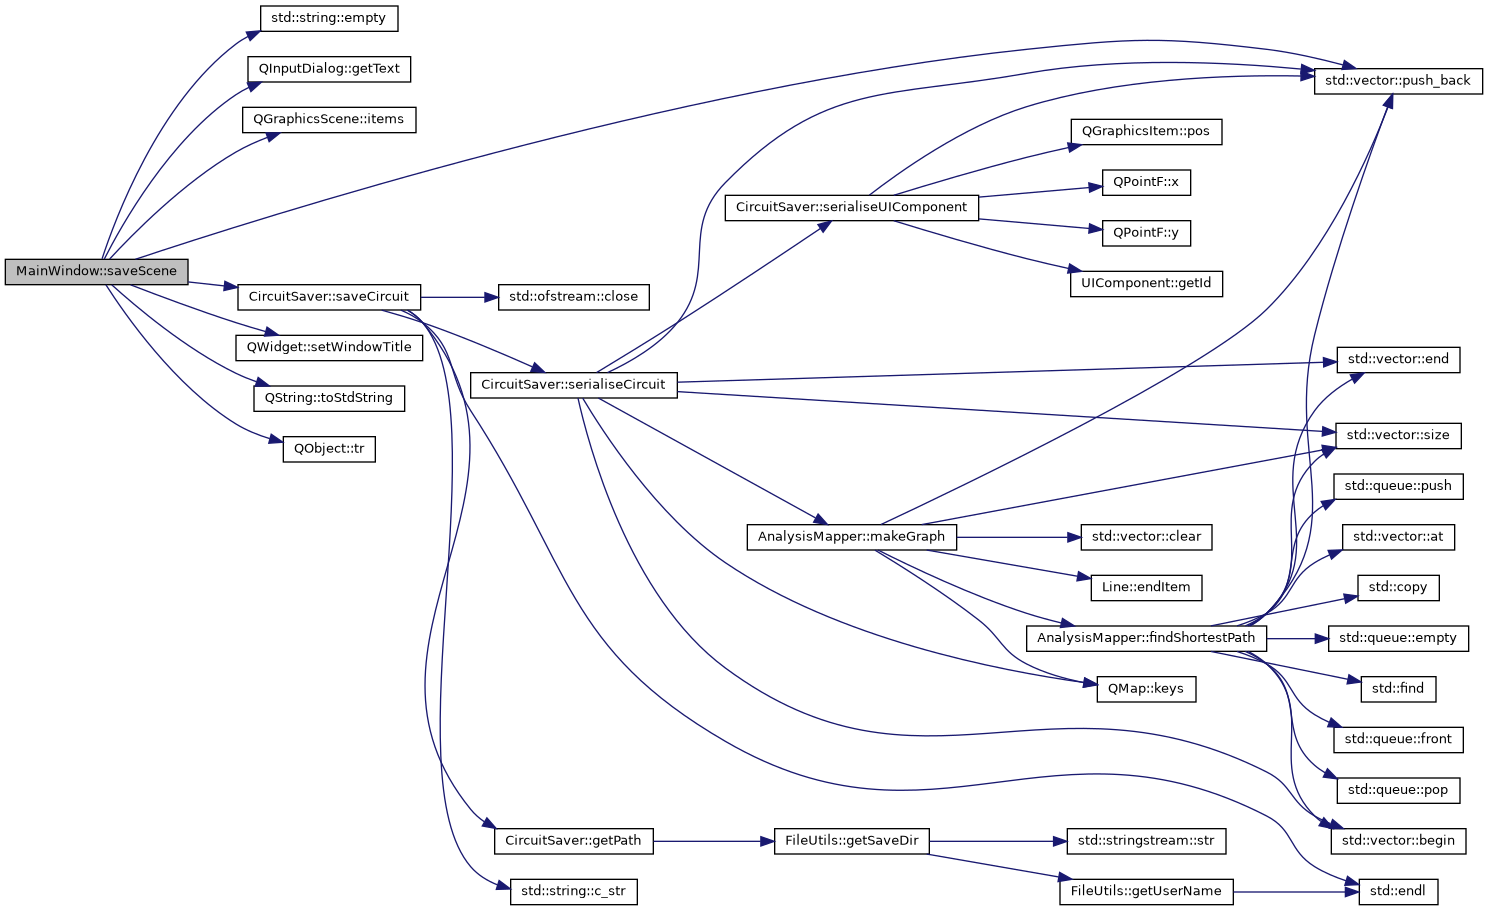 std::string::empty
QInputDialog::getText
std::vector::push_back
QGraphicsScene::items
QGraphicsItem::pos
QPointF::x
CircuitSaver::serialiseUIComponent
QPointF::y
MainWindow::saveScene
UIComponent::getId
CircuitSaver::saveCircuit
std::ofstream::close
QWidget::setWindowTitle
std::vector::end
CircuitSaver::serialiseCircuit
QString::toStdString
std::vector::size
QObject::tr
std::queue::push
AnalysisMapper::makeGraph
std::vector::clear
std::vector::at
Line::endItem
std::copy
AnalysisMapper::findShortestPath
std::queue::empty
QMap::keys
std::find
std::queue::front
std::queue::pop
CircuitSaver::getPath
FileUtils::getSaveDir
std::stringstream::str
std::vector::begin
std::string::c_str
FileUtils::getUserName
std::endl